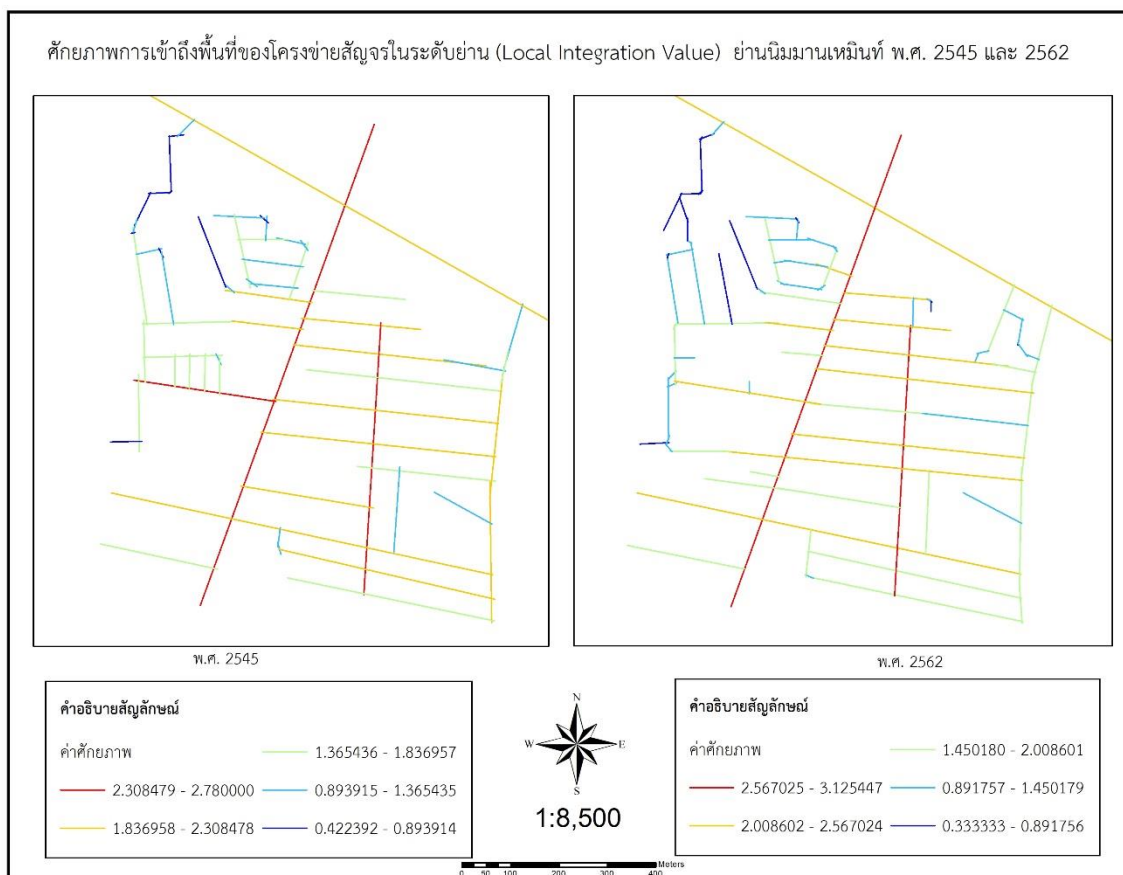 ศักยภาพการเข้าถึงพื้นที่ของโครงข่ายสัญจรในระดับย่าน (Local Integration Value) ย่านนิมมานเหมินท์ พ.ศ. 2545 และ 2562
พ.ศ. 2545
พ.ศ. 2562
คำอธิบายสัญลักษณ์
ค่าศักยภาพ
1.365436 - 1.836957
2.308479 - 2.780000
0.893915 - 1.365435
1.836958 - 2.308478
0.422392 - 0.893914
N
W
E
S
1:8,500
คำอธิบายสัญลักษณ์
ค่าศักยภาพ
1.450180 - 2.008601
2.567025 - 3.125447
0.891757 - 1.450179
2.008602 - 2.567024
0.333333 - 0.891756
Meters
0 50 100 200 300 400